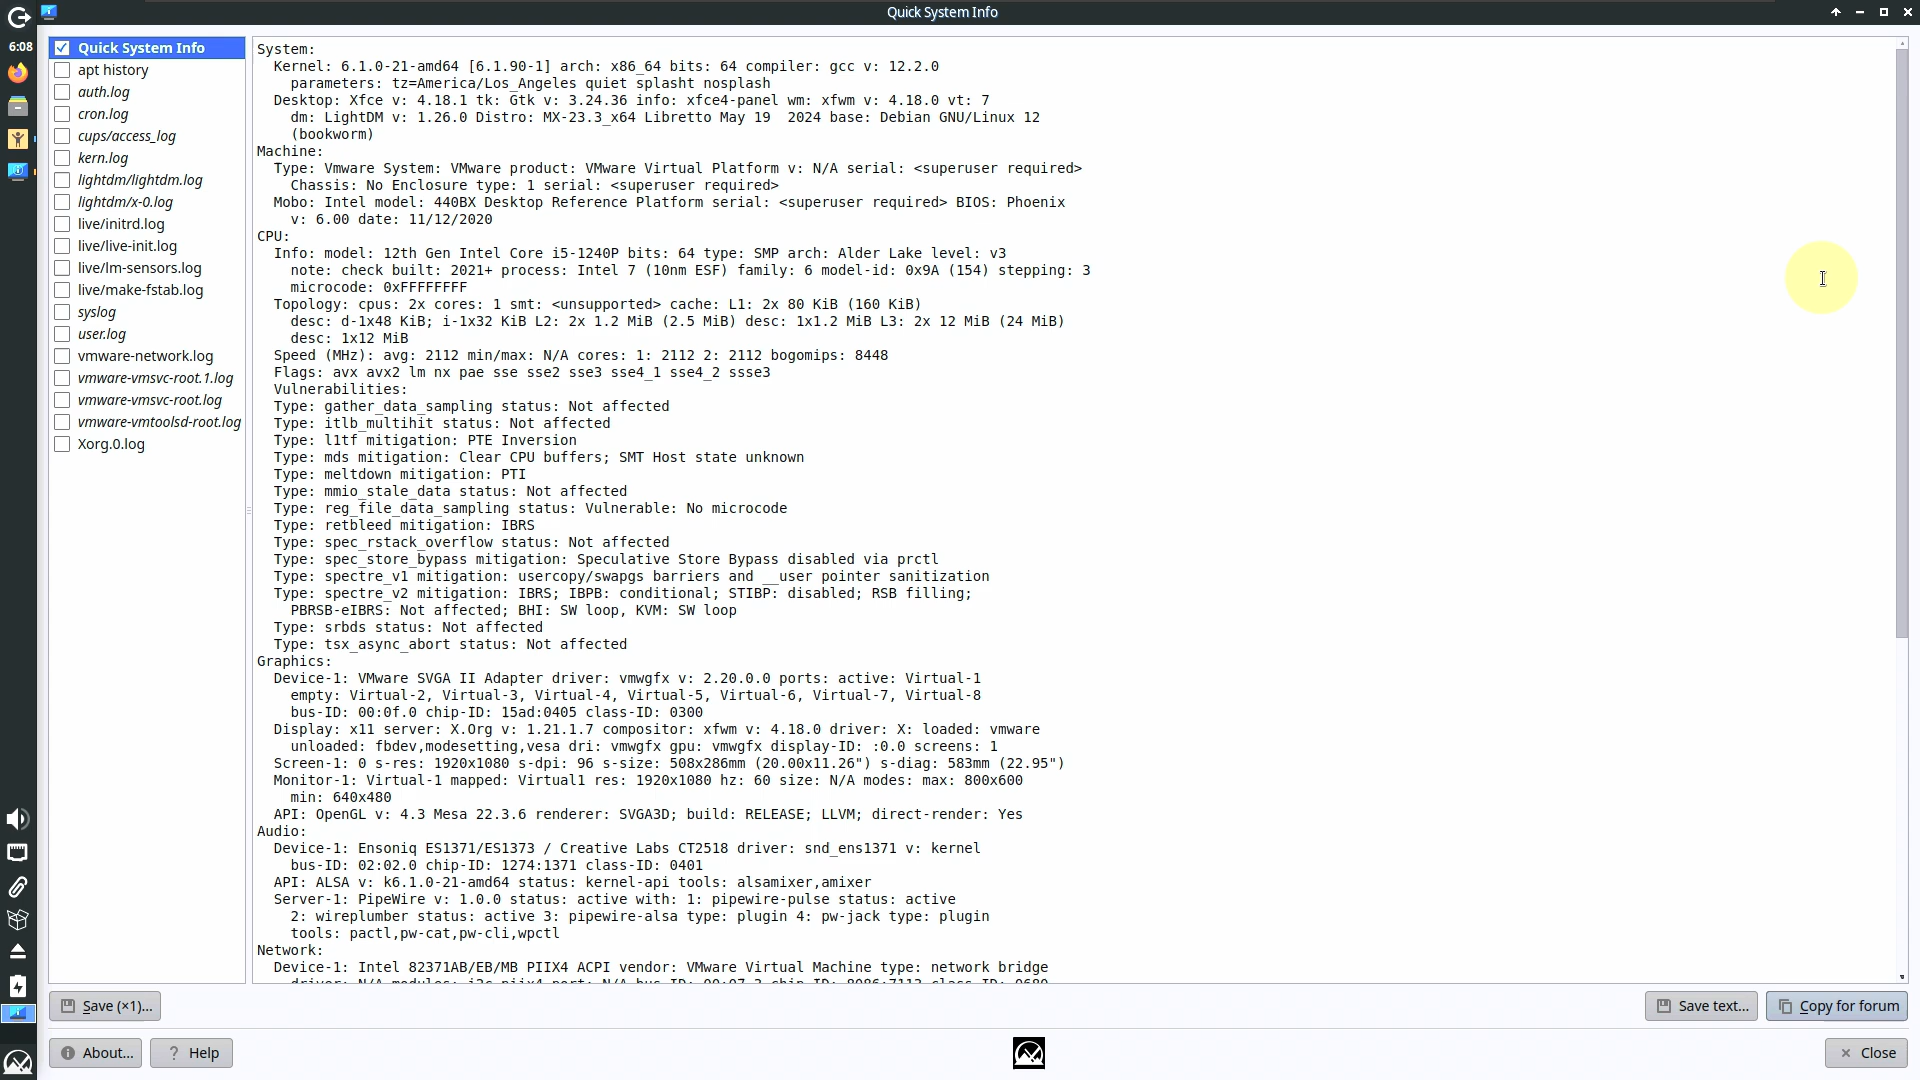 Quick System Info
6:08
Quick System Info
apt history
auth.log
cron.log
cups/access_log
kern.log
lightdm/lightdm.log
lightdm/x-0.log
live/initrd.log
live/live-init.log
live/lm-sensors.log
live/make-fstab.log
syslog
user.log
vmware-network.log
vmware-vmsvc-root.1.log
vmware-vmsvc-root.log
vmware-vmtoolsd-root.log
Xorg.0.log
System:
Kernel: 6.1.0-21-amd64 [6.1.90-1] arch: x86_64 bits: 64 compiler: gcc v: 12.2.0
parameters: tz=America/Los_Angeles quiet splasht nosplash
Desktop: Xfce v: 4.18.1 tk: Gtk v: 3.24.36 info: xfce4-panel wm: xfwm v: 4.18.0 vt: 7
dm: LightDM v: 1.26.0 Distro: MX-23.3_x64 Libretto May 19  2024 base: Debian GNU/Linux 12
(bookworm)
Machine:
Type: Vmware System: VMware product: VMware Virtual Platform v: N/A serial: <superuser required>
Chassis: No Enclosure type: 1 serial: <superuser required>
Mobo: Intel model: 440BX Desktop Reference Platform serial: <superuser required> BIOS: Phoenix
v: 6.00 date: 11/12/2020
CPU:
Info: model: 12th Gen Intel Core i5-1240P bits: 64 type: SMP arch: Alder Lake level: v3
note: check built: 2021+ process: Intel 7 (10nm ESF) family: 6 model-id: 0x9A (154) stepping: 3
microcode: 0xFFFFFFFF
Topology: cpus: 2x cores: 1 smt: <unsupported> cache: L1: 2x 80 KiB (160 KiB)
desc: d-1x48 KiB; i-1x32 KiB L2: 2x 1.2 MiB (2.5 MiB) desc: 1x1.2 MiB L3: 2x 12 MiB (24 MiB)
desc: 1x12 MiB
Speed (MHz): avg: 2112 min/max: N/A cores: 1: 2112 2: 2112 bogomips: 8448
Flags: avx avx2 lm nx pae sse sse2 sse3 sse4_1 sse4_2 ssse3
Vulnerabilities:
Type: gather_data_sampling status: Not affected
Type: itlb_multihit status: Not affected
Type: l1tf mitigation: PTE Inversion
Type: mds mitigation: Clear CPU buffers; SMT Host state unknown
Type: meltdown mitigation: PTI
Type: mmio_stale_data status: Not affected
Type: reg_file_data_sampling status: Vulnerable: No microcode
Type: retbleed mitigation: IBRS
Type: spec_rstack_overflow status: Not affected
Type: spec_store_bypass mitigation: Speculative Store Bypass disabled via prctl
Type: spectre_v1 mitigation: usercopy/swapgs barriers and __user pointer sanitization
Type: spectre_v2 mitigation: IBRS; IBPB: conditional; STIBP: disabled; RSB filling;
PBRSB-eIBRS: Not affected; BHI: SW loop, KVM: SW loop
Type: srbds status: Not affected
Type: tsx_async_abort status: Not affected
Graphics:
Device-1: VMware SVGA II Adapter driver: vmwgfx v: 2.20.0.0 ports: active: Virtual-1
empty: Virtual-2, Virtual-3, Virtual-4, Virtual-5, Virtual-6, Virtual-7, Virtual-8
bus-ID: 00:0f.0 chip-ID: 15ad:0405 class-ID: 0300
Display: x11 server: X.Org v: 1.21.1.7 compositor: xfwm v: 4.18.0 driver: X: loaded: vmware
unloaded: fbdev,modesetting,vesa dri: vmwgfx gpu: vmwgfx display-ID: :0.0 screens: 1
Screen-1: 0 s-res: 1920x1080 s-dpi: 96 s-size: 508x286mm (20.00x11.26") s-diag: 583mm (22.95")
Monitor-1: Virtual-1 mapped: Virtual1 res: 1920x1080 hz: 60 size: N/A modes: max: 800x600
min: 640x480
API: OpenGL v: 4.3 Mesa 22.3.6 renderer: SVGA3D; build: RELEASE; LLVM; direct-render: Yes
Audio:
Device-1: Ensoniq ES1371/ES1373 / Creative Labs CT2518 driver: snd_ens1371 v: kernel
bus-ID: 02:02.0 chip-ID: 1274:1371 class-ID: 0401
API: ALSA v: k6.1.0-21-amd64 status: kernel-api tools: alsamixer,amixer
Server-1: PipeWire v: 1.0.0 status: active with: 1: pipewire-pulse status: active
2: wireplumber status: active 3: pipewire-alsa type: plugin 4: pw-jack type: plugin
tools: pactl,pw-cat,pw-cli,wpctl
Network:
Device-1: Intel 82371AB/EB/MB PIIX4 ACPI vendor: VMware Virtual Machine type: network bridge
Save (×1)...
Save text...
Copy for forum
About...
? Help
Close